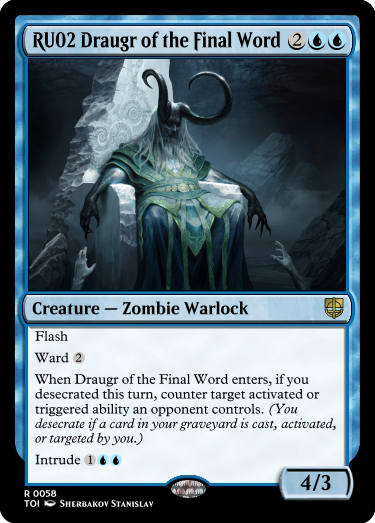 RU02 Draugr of the Final Word 2
Creature — Zombie Warlock
Flash
Ward 2
When Draugr of the Final Word enters, if you
desecrated this turn, counter target activated or
triggered ability an opponent controls. (You
desecrate if a card in your graveyard is cast, activated,
or targeted by you.)
Intrude 1
4/3
R 0058
TOI Sherbakov Stanislav